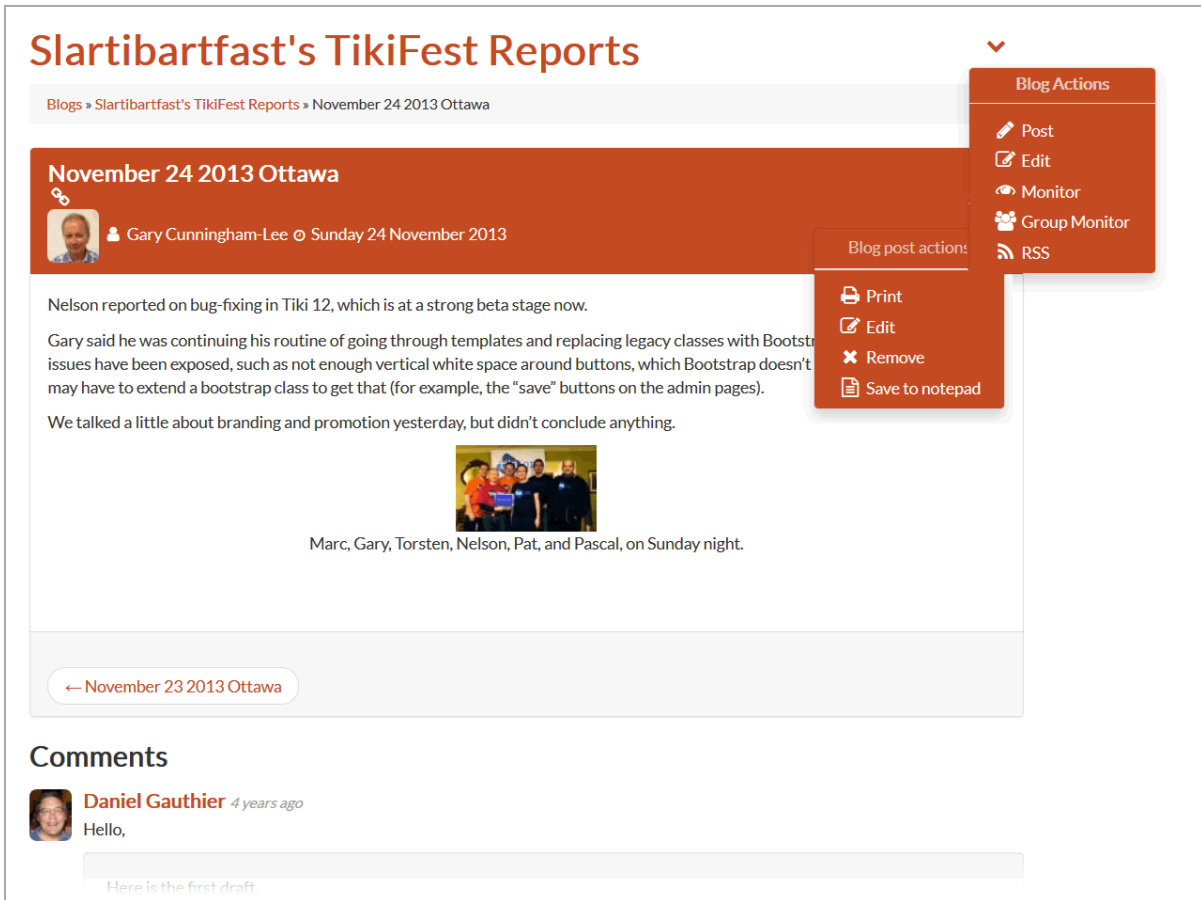 Slartibartfast's TikiFest Reports
Blogs » Slartibartfast's TikiFest Reports » November 24 2013 Ottawa
Blog Actions
Post
Edit
Monitor
Group Monitor
RSS
November 24 2013 Ottawa
Gary Cunningham-Lee Sunday 24 November 2013
Blog post actions
Print
Edit
Remove
Save to notepad
Nelson reported on bug-fixing in Tiki 12, which is at a strong beta stage now.
Gary said he was continuing his routine of going through templates and replacing legacy classes with
issues have been exposed, such as not enough vertical white space around buttons, which Bootstrap doesn't
may have to extend a bootstrap class to get that (for example, the “save” buttons on the admin pages).
We talked a little about branding and promotion yesterday, but didn't conclude anything.
Marc, Gary, Torsten, Nelson, Pat, and Pascal, on Sunday night.
← November 23 2013 Ottawa
Comments
Daniel Gauthier 4 years ago
Hello,
Here is the first draft.